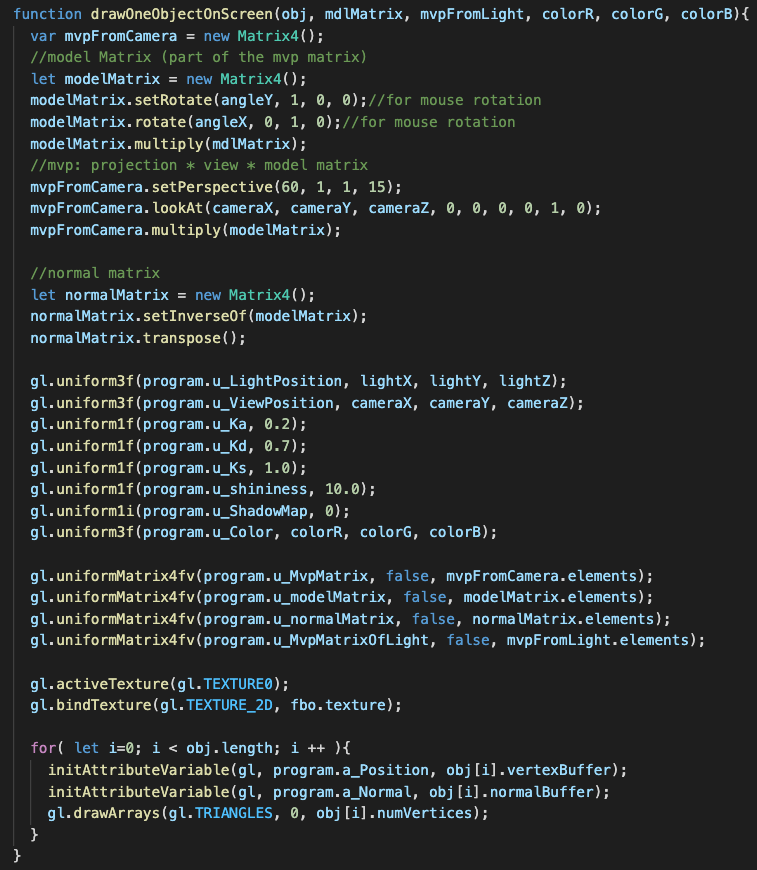 function drawOneObjectOnScreen(obj, mdlMatrix, mvpFromLight, colorR, colorG, colorB){
  var mvpFromCamera = new Matrix4();
  //model Matrix (part of the mvp matrix)
  let modelMatrix = new Matrix4();
  modelMatrix.setRotate(angleY, 1, 0, 0);//for mouse rotation
  modelMatrix.rotate(angleX, 0, 1, 0);//for mouse rotation
  modelMatrix.multiply(mdlMatrix);
  //mvp: projection * view * model matrix
  mvpFromCamera.setPerspective(60, 1, 1, 15);
  mvpFromCamera.lookAt(cameraX, cameraY, cameraZ, 0, 0, 0, 0, 1, 0);
  mvpFromCamera.multiply(modelMatrix);

  //normal matrix
  let normalMatrix = new Matrix4();
  normalMatrix.setInverseOf(modelMatrix);
  normalMatrix.transpose();

  gl.uniform3f(program.u_LightPosition, lightX, lightY, lightZ);
  gl.uniform3f(program.u_ViewPosition, cameraX, cameraY, cameraZ);
  gl.uniform1f(program.u_Ka, 0.2);
  gl.uniform1f(program.u_Kd, 0.7);
  gl.uniform1f(program.u_Ks, 1.0);
  gl.uniform1f(program.u_shininess, 10.0);
  gl.uniform1i(program.u_ShadowMap, 0);
  gl.uniform3f(program.u_Color, colorR, colorG, colorB);

  gl.uniformMatrix4fv(program.u_MvpMatrix, false, mvpFromCamera.elements);
  gl.uniformMatrix4fv(program.u_modelMatrix, false, modelMatrix.elements);
  gl.uniformMatrix4fv(program.u_normalMatrix, false, normalMatrix.elements);
  gl.uniformMatrix4fv(program.u_MvpMatrixOfLight, false, mvpFromLight.elements);

  gl.activeTexture(gl.TEXTURE0);
  gl.bindTexture(gl.TEXTURE_2D, fbo.texture);

  for( let i=0; i < obj.length; i ++ ){
    initAttributeVariable(gl, program.a_Position, obj[i].vertexBuffer);
    initAttributeVariable(gl, program.a_Normal, obj[i].normalBuffer);
    gl.drawArrays(gl.TRIANGLES, 0, obj[i].numVertices);
  }
}